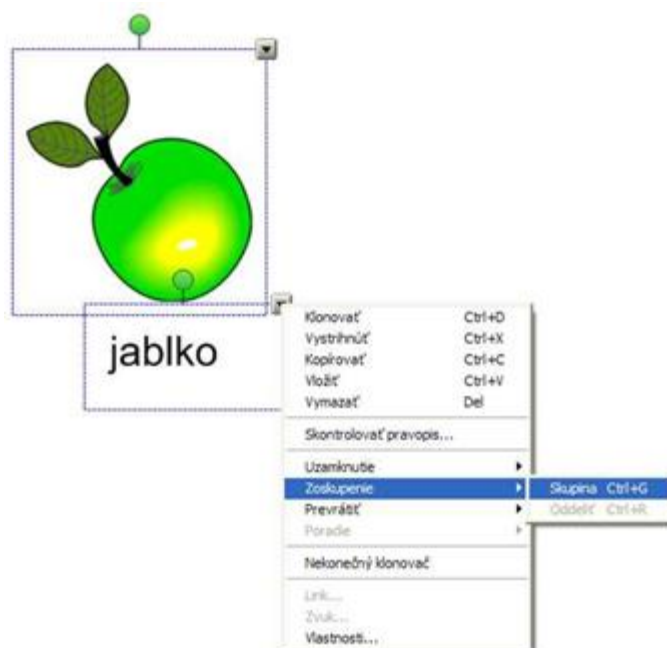 jablko
Klonovať Ctrl+D
Vystrihnúť Ctrl+X
Kopírovať Ctrl+C
Vložiť Ctrl+V
Vymazať Del
Skontrolovať pravopis...
Uzamknutie
Zoskupenie
Skupina Ctrl+G
Prevrátiť
Oddeliť Ctrl+R
Poradie
Nekonečný klonovač
Link...
Zvuk...
Vlastnosti...